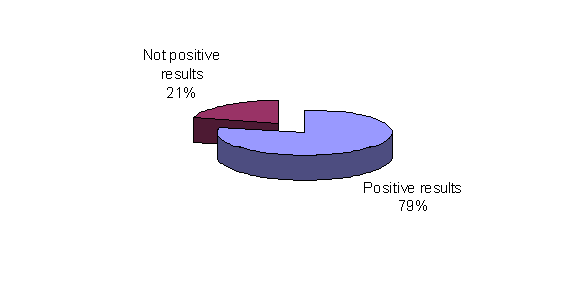 Not positive
results
21%
Positive results
79%